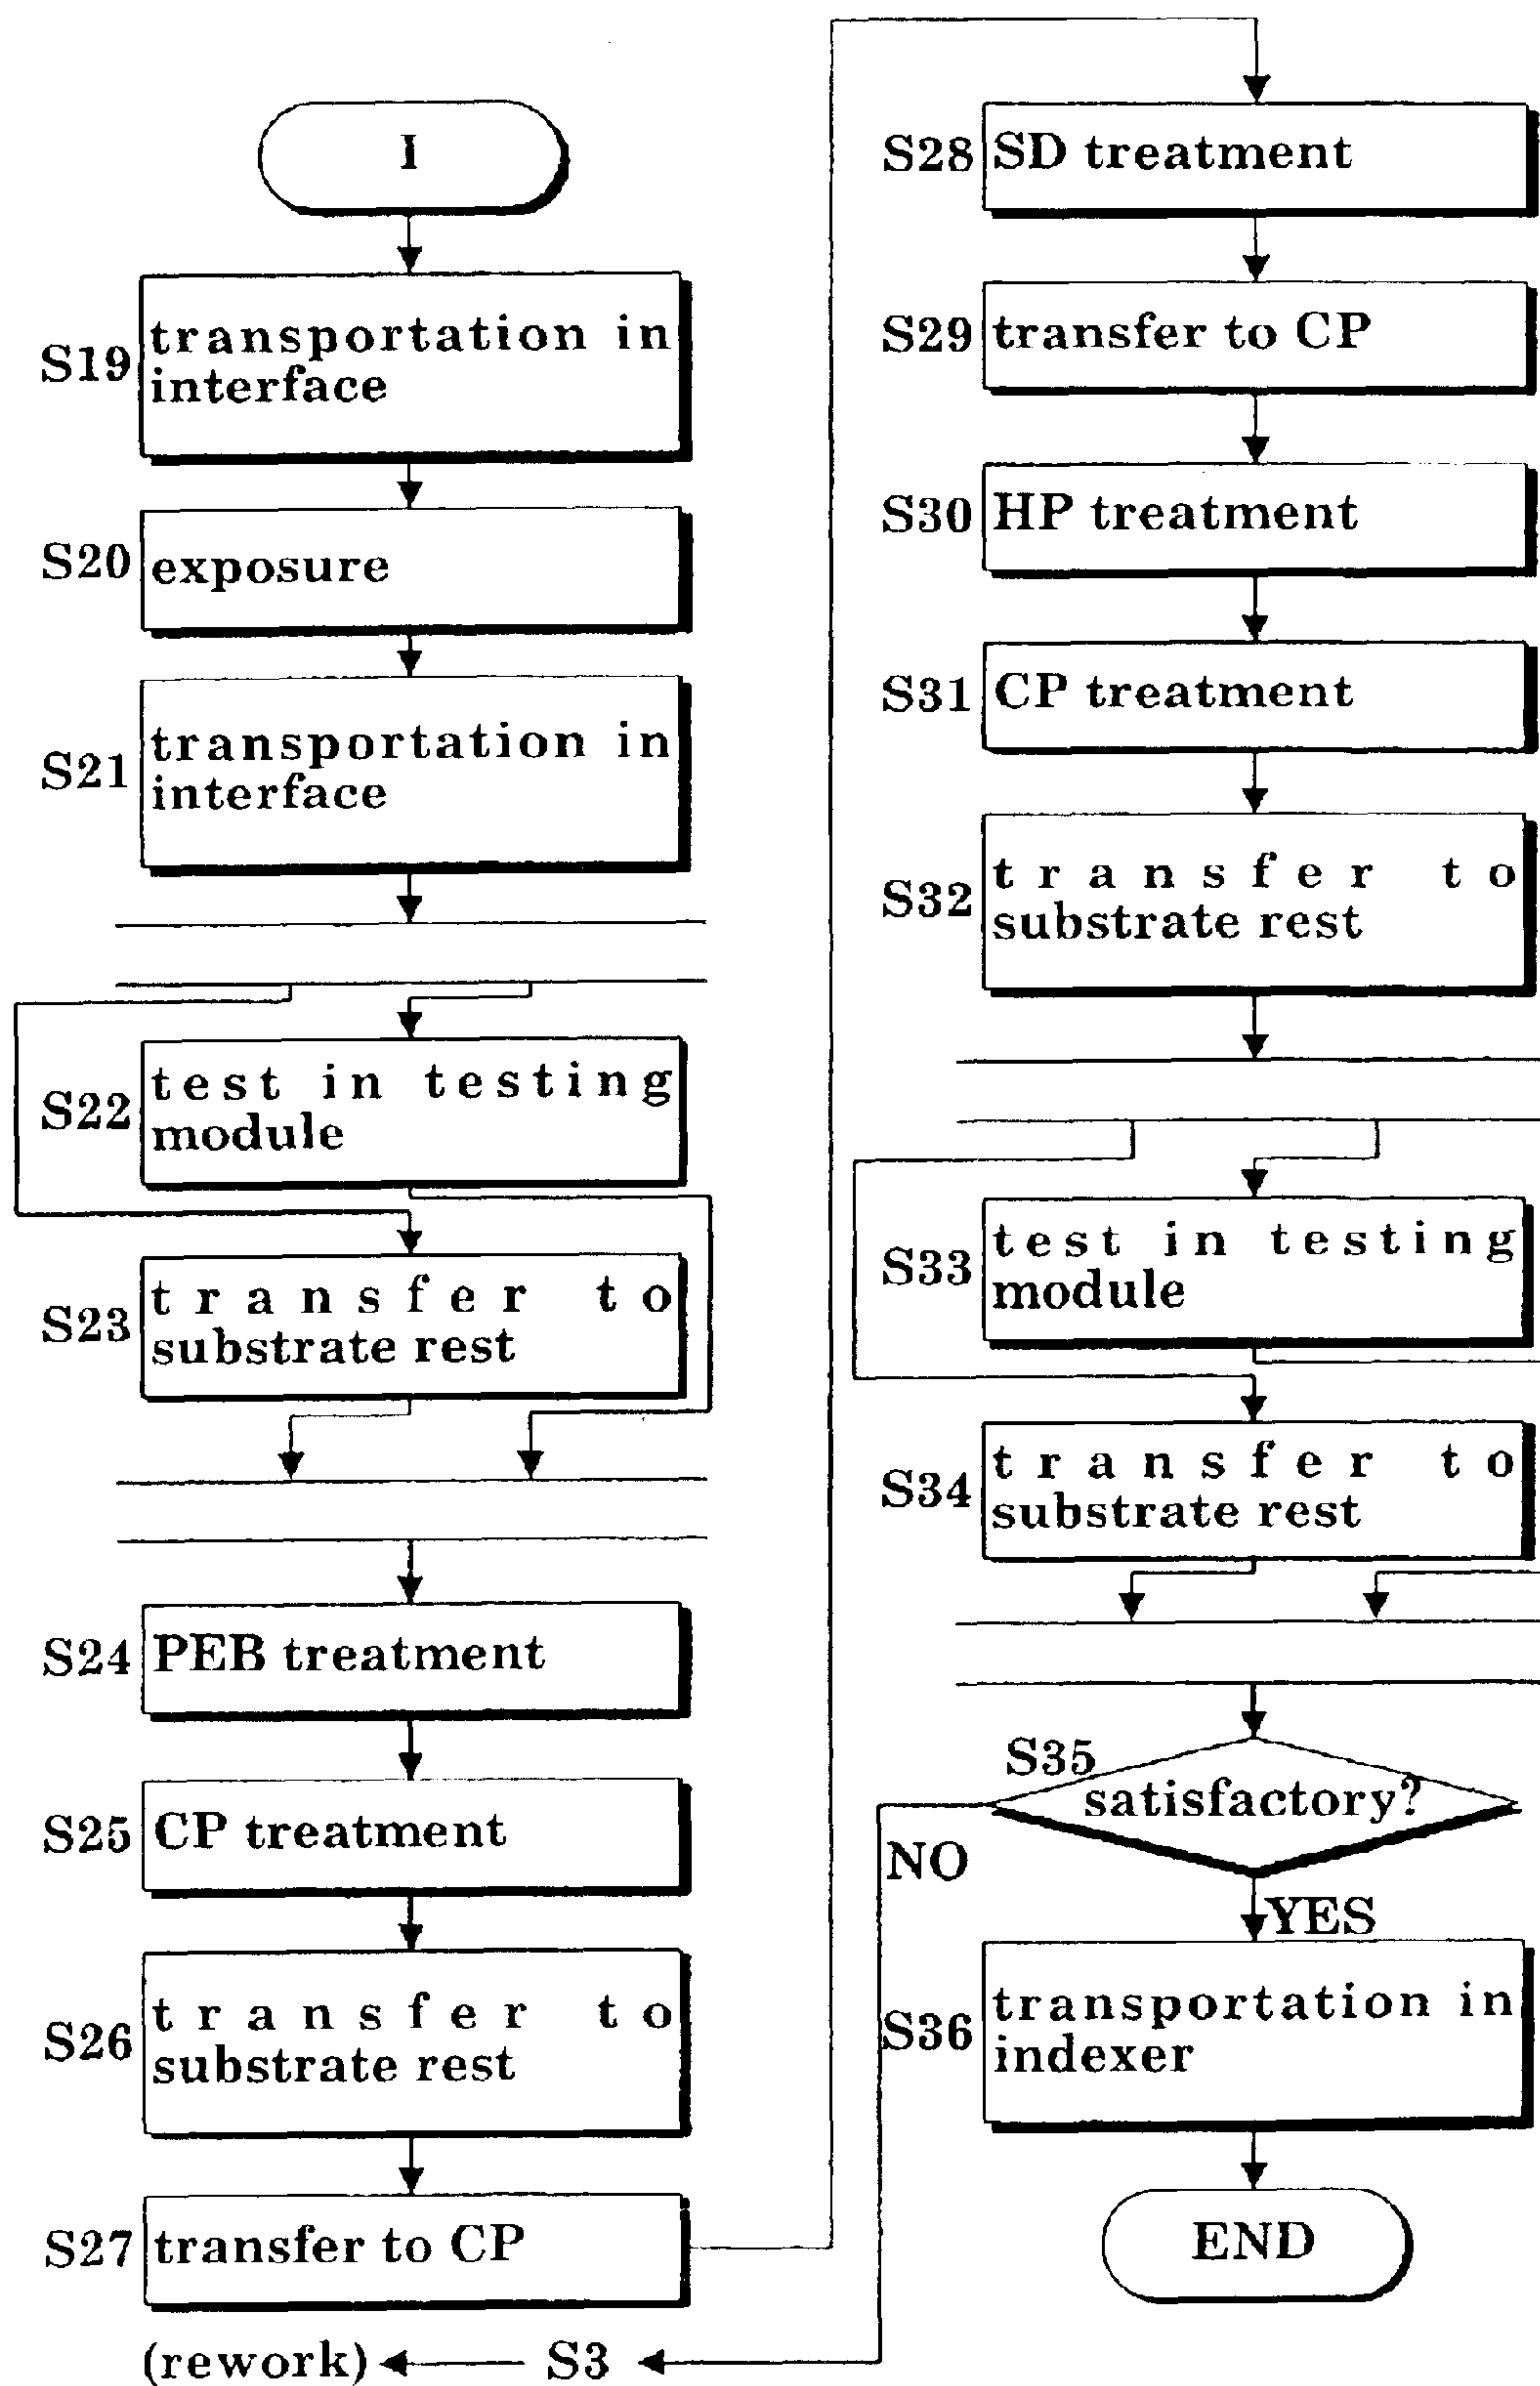 I
S19
transportation in
interface
S20
exposure
S21
transportation in
interface
S22
test in testing
module
S23
transfer to
substrate rest
S24
PEB treatment
S25
CP treatment
S26
transfer to
substrate rest
S27
transfer to CP
S28
SD treatment
S29
transfer to CP
S30
HP treatment
S31
CP treatment
S32
transfer to
substrate rest
S33
test in testing
module
S34
transfer to
substrate rest
S35
satisfactory?
NO
YES
S36
transportation in
indexer
END
(rework)
S3